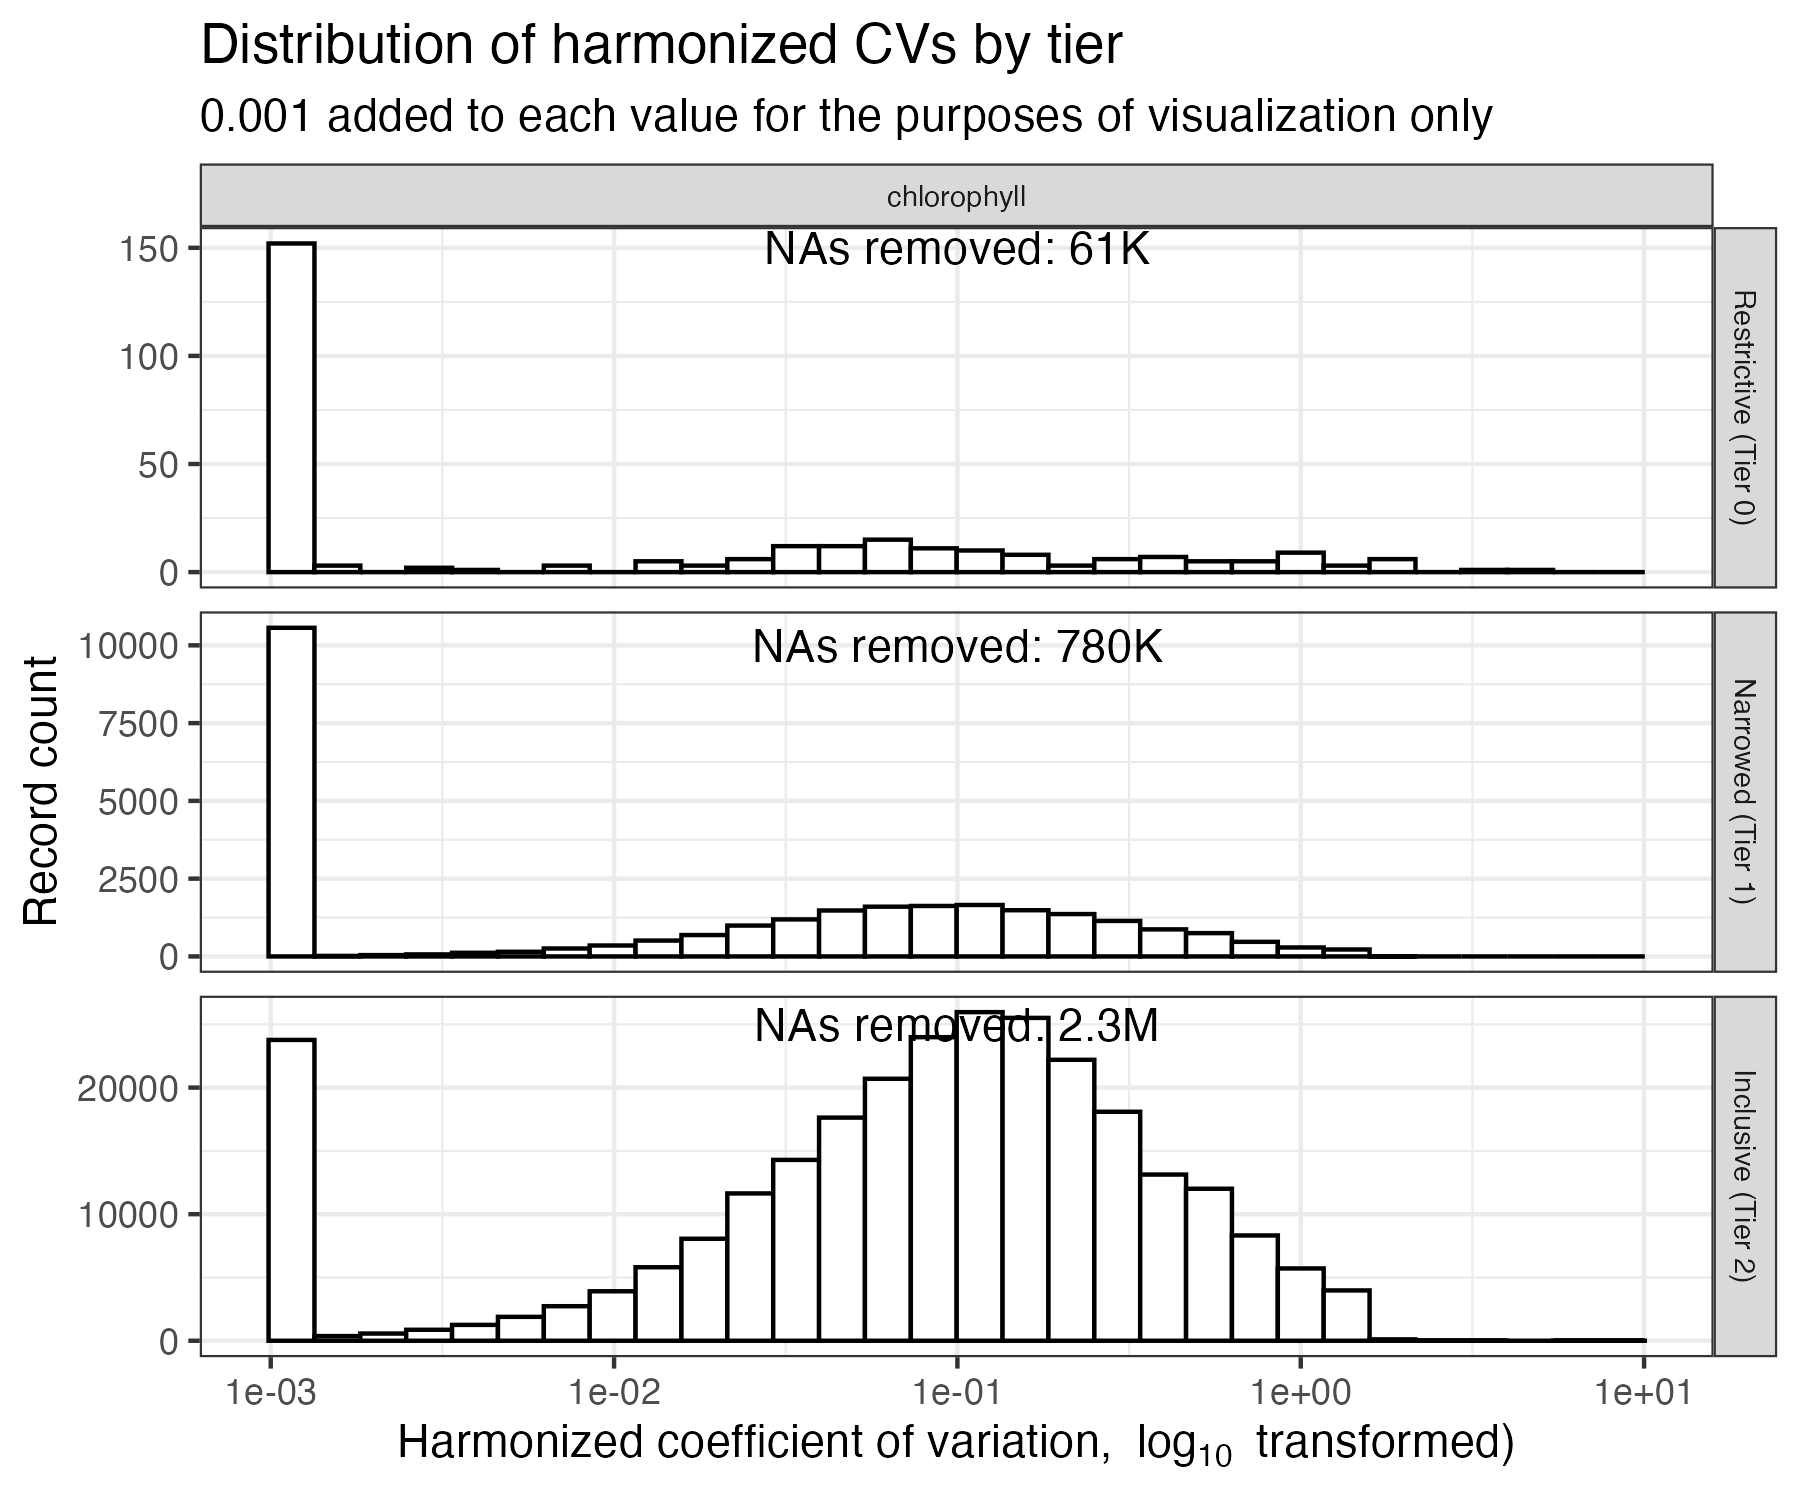 Distribution of harmonized CVs by tier
0.001 added to each value for the purposes of visualization only
chlorophyll
NAs removed: 61K
150
100
50
0
Restrictive (Tier 0)
NAs removed: 780K
10000
7500
5000
2500
0
Narrowed (Tier 1)
Record count
NAs removed: 2.3M
20000
10000
0
Inclusive (Tier 2)
1e-03 1e-02 1e-01 1e+00 1e+01
Harmonized coefficient of variation, log₁₀ transformed)